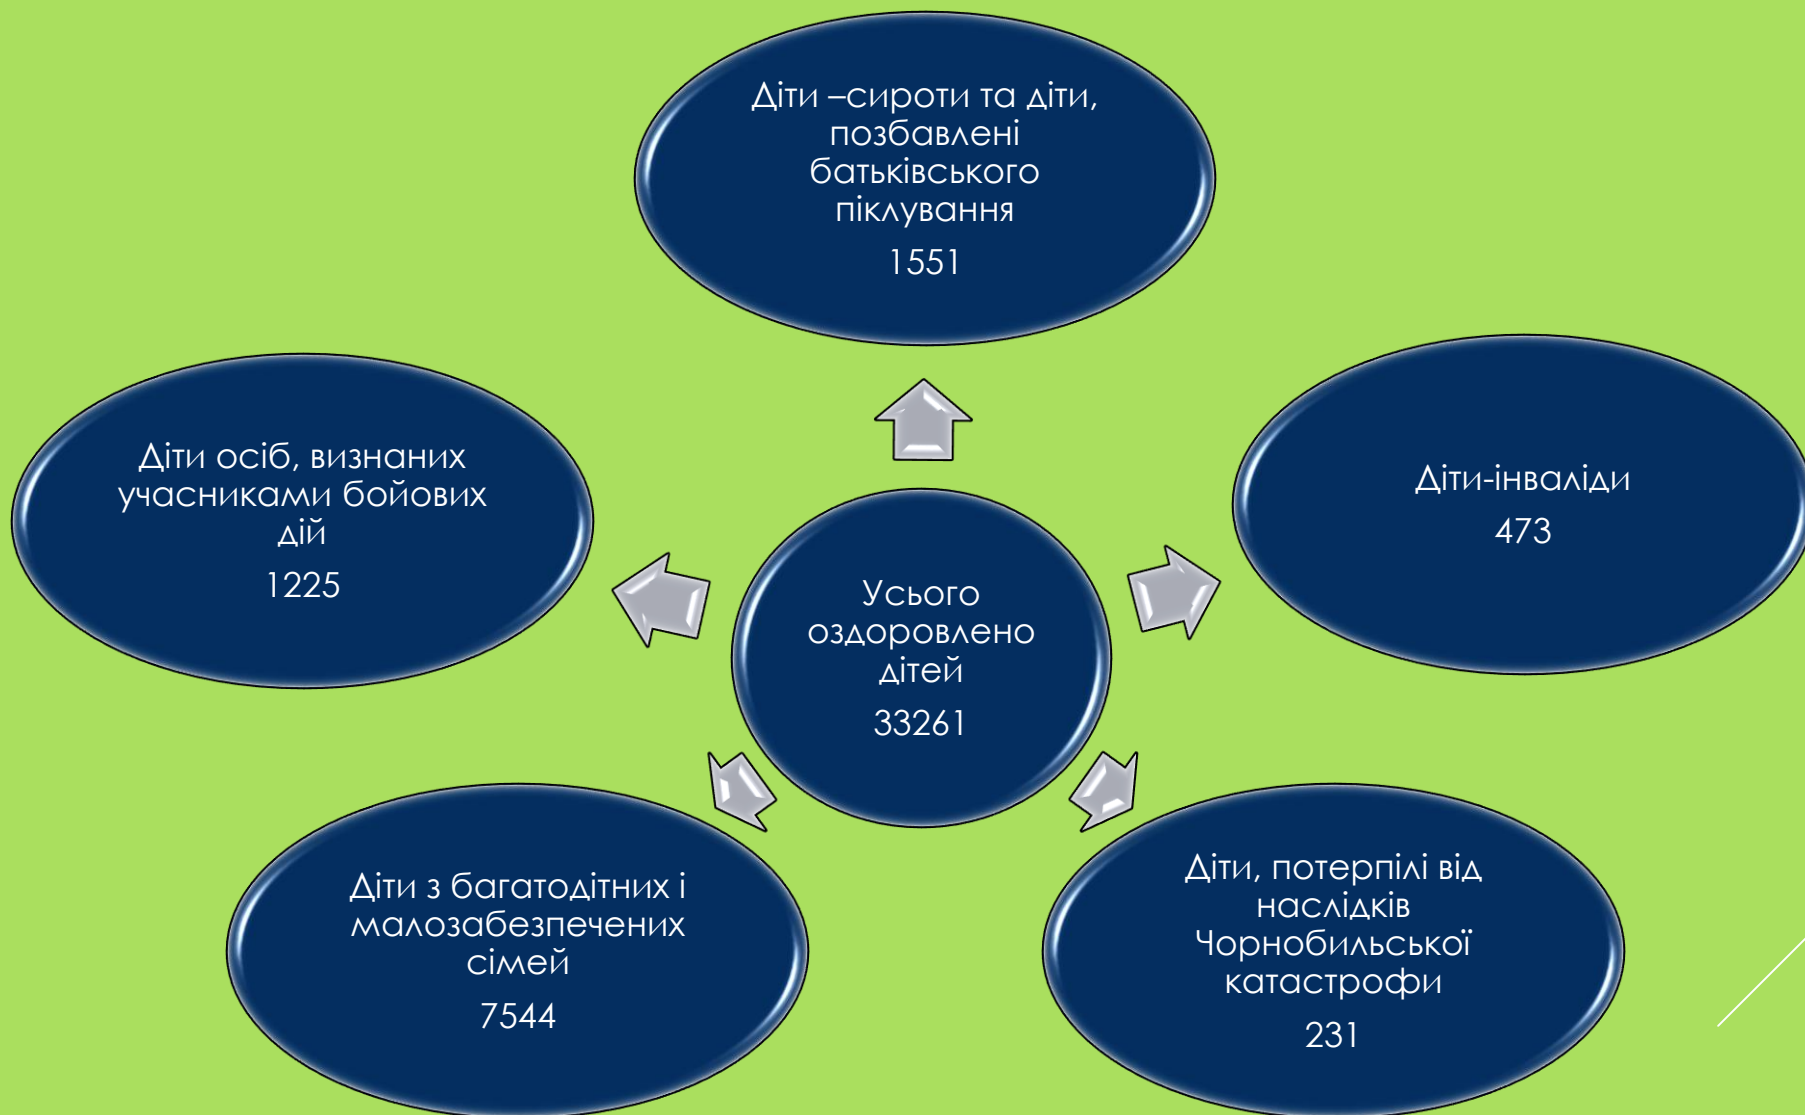 Діти –сироти та діти,
позбавлені
батьківського
піклування
1551
Діти осіб, визнаних
учасниками бойових
дій
1225
Діти-інваліди
473
Усього
оздоровлено
дітей
33261
Діти з багатодітних і
малозабезпечених
сімей
7544
Діти, потерпілі від
наслідків
Чорнобильської
катастрофи
231